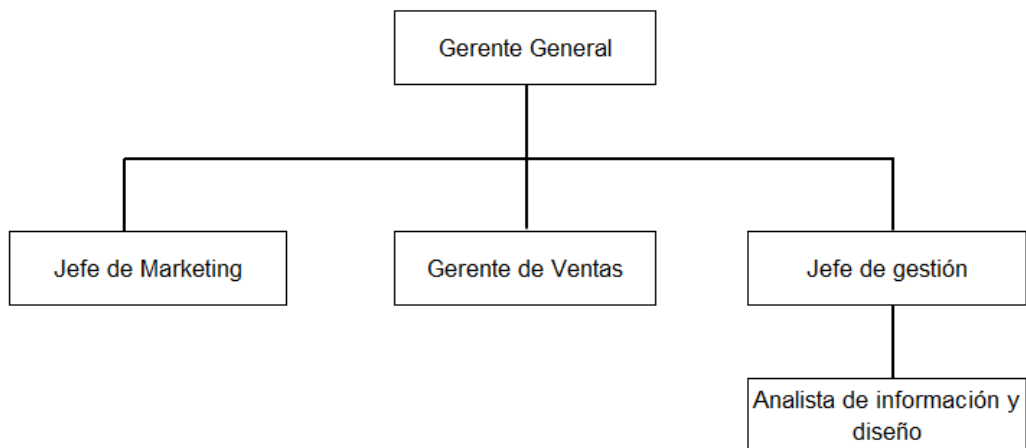 Gerente General
Jefe de Marketing
Gerente de Ventas
Jefe de gestión
Analista de información y
diseño